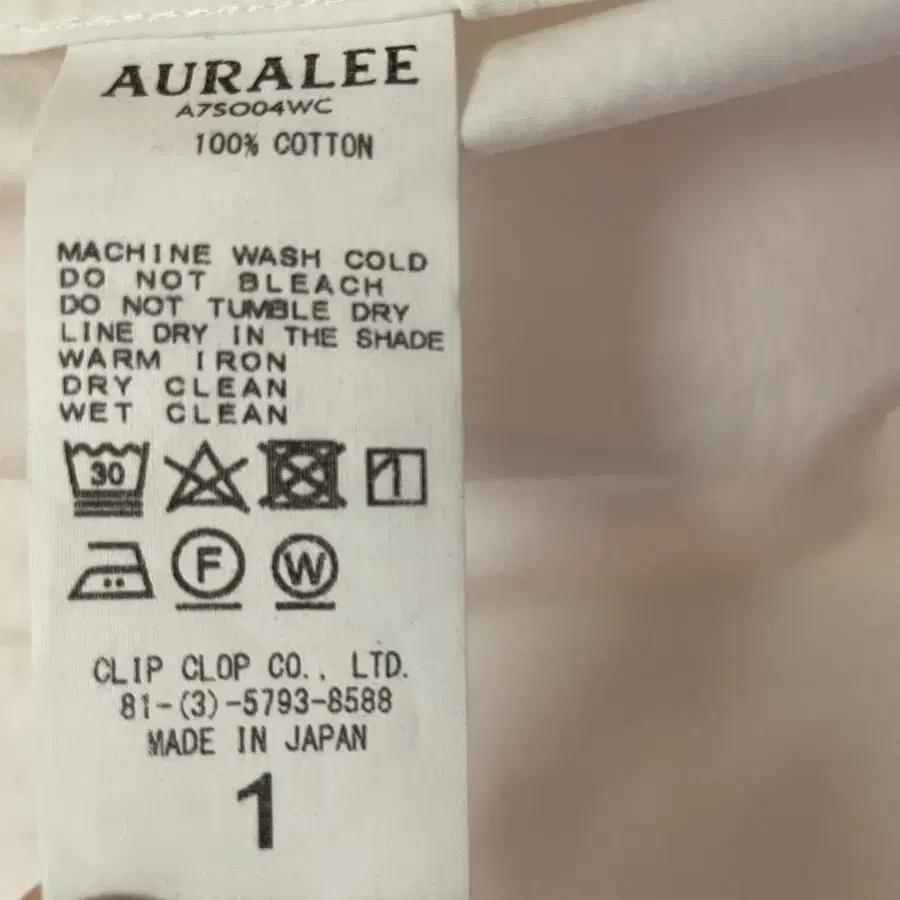 AURALEE
A7SO04WC
100% COTTON
MACHINE WASH COLD
DO NOT BLEACH
DO NOT TUMBLE DRY
LINE DRY IN THE SHADE
WARM IRON
DRY CLEAN
WET CLEAN
30
F W
CLIP CLOP CO., LTD.
81-(3)-5793-8588
MADE IN JAPAN
1